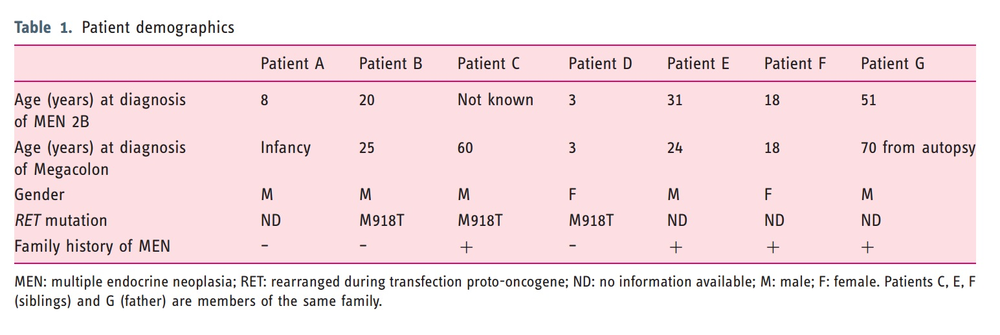 Table 1. Patient demographics
Patient A Patient B Patient C Patient D Patient E Patient F Patient G
Age (years) at diagnosis of MEN 2B 8 20 Not known 3 31 18 51
Age (years) at diagnosis of Megacolon Infancy 25 60 3 24 18 70 from autopsy
Gender M M M F M F M
RET mutation ND M918T M918T M918T ND ND ND
Family history of MEN – – + – + + +
MEN: multiple endocrine neoplasia; RET: rearranged during transfection proto-oncogene; ND: no information available; M: male; F: female. Patients C, E, F
(siblings) and G (father) are members of the same family.